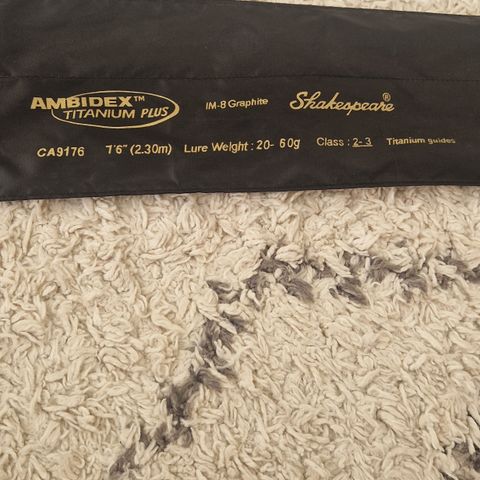 AMBIDEX™ IM-8 Graphite Shakespeare®
TITANIUM PLUS
CA9176 7'6" (2.30m) Lure Weight : 20- 60g Class : 2-3 Titanium guides